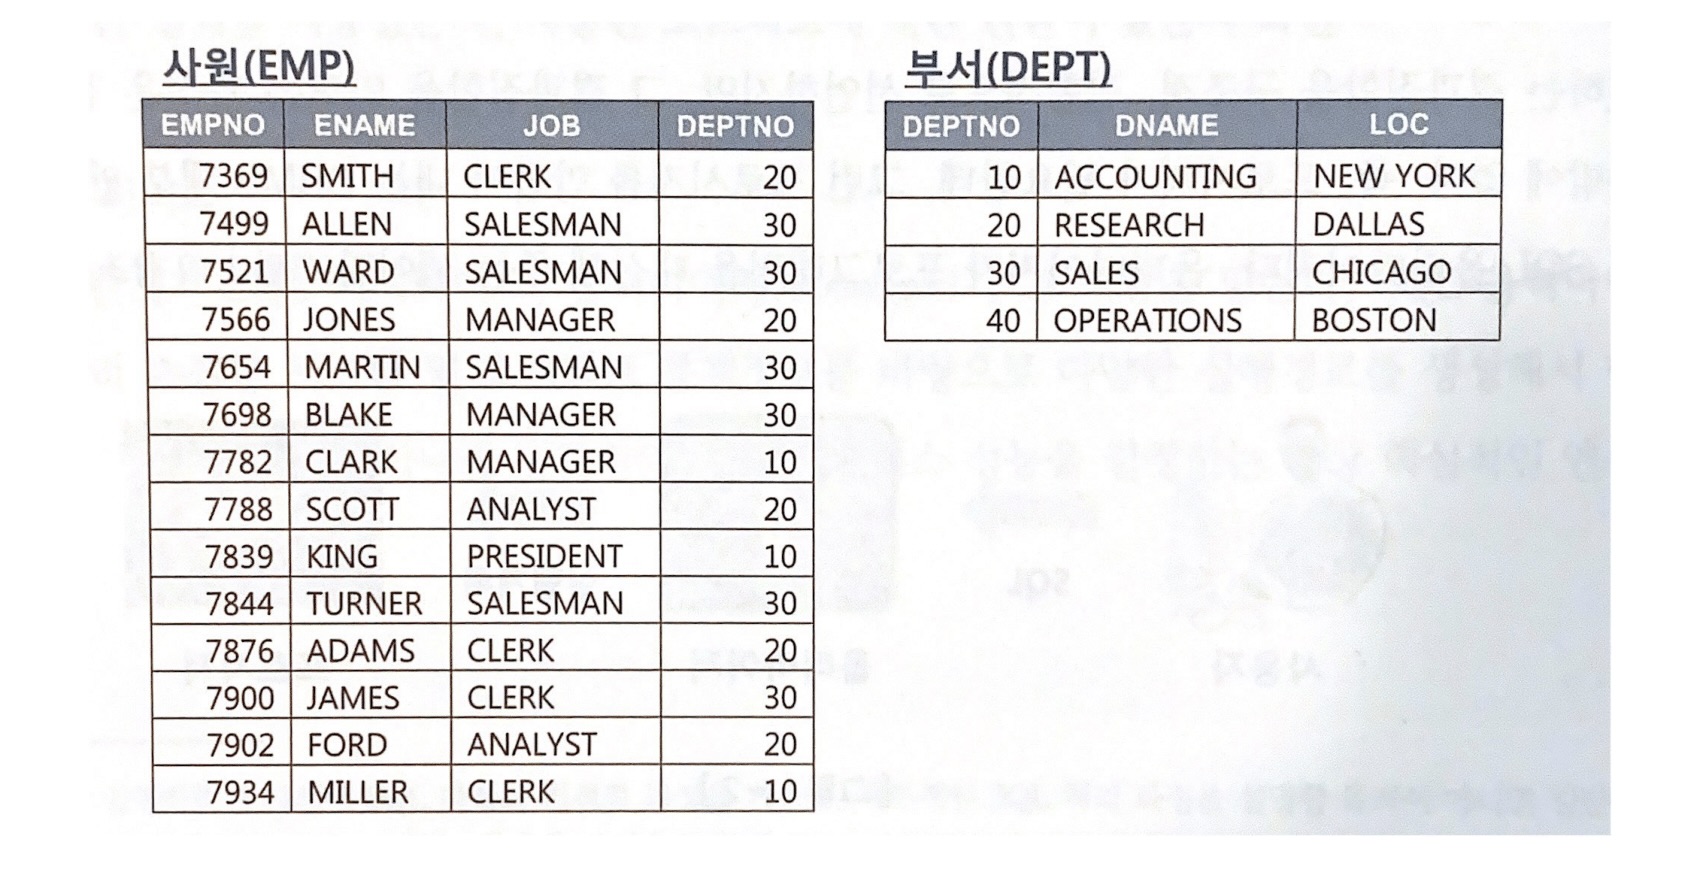 사원(EMP)
EMPNO ENAME JOB DEPTNO
7369 SMITH CLERK 20
7499 ALLEN SALESMAN 30
7521 WARD SALESMAN 30
7566 JONES MANAGER 20
7654 MARTIN SALESMAN 30
7698 BLAKE MANAGER 30
7782 CLARK MANAGER 10
7788 SCOTT ANALYST 20
7839 KING PRESIDENT 10
7844 TURNER SALESMAN 30
7876 ADAMS CLERK 20
7900 JAMES CLERK 30
7902 FORD ANALYST 20
7934 MILLER CLERK 10
부서(DEPT)
DEPTNO DNAME LOC
10 ACCOUNTING NEW YORK
20 RESEARCH DALLAS
30 SALES CHICAGO
40 OPERATIONS BOSTON